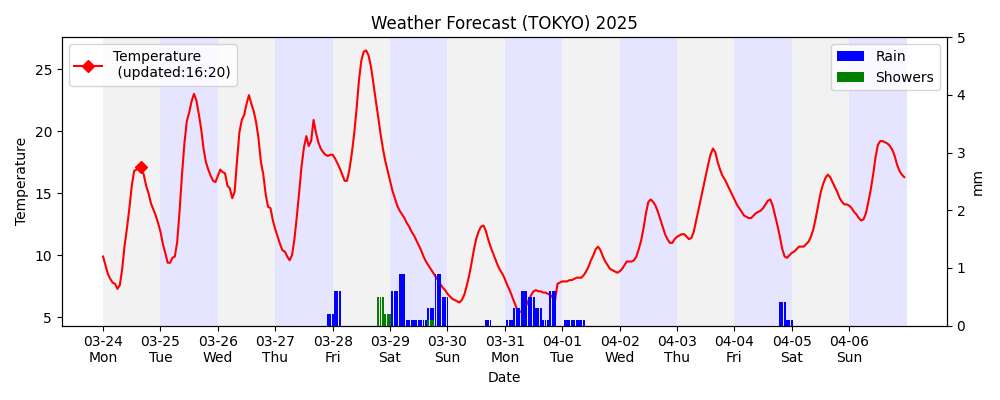 Weather Forecast (TOKYO) 2025
Temperature
(updated:16:20)
Rain
Showers
Temperature
25
20
15
10
5
5
4
3
2
1
0
mm
03-24 03-25 03-26 03-27 03-28 03-29 03-30 03-31 04-01 04-02 04-03 04-04 04-05 04-06
Mon Tue Wed Thu Fri Sat Sun Mon Tue Wed Thu Fri Sat Sun
Date